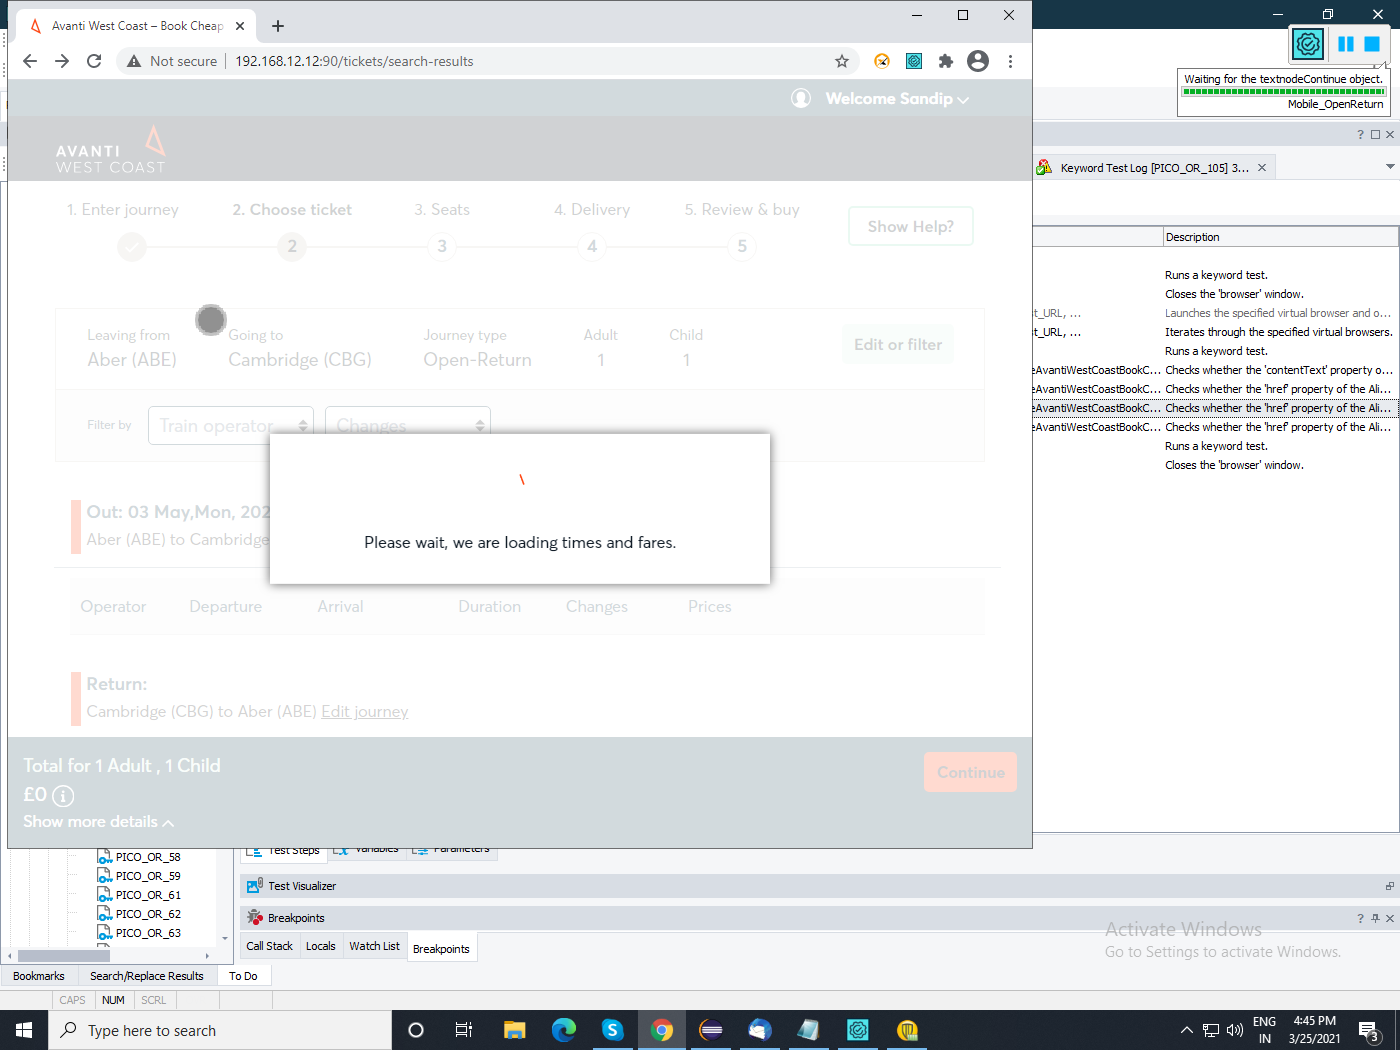 Avanti West Coast – Book Cheap
Not secure
192.168.12.12:90/tickets/search-results
Waiting for the textnodeContinue object.
Mobile_OpenReturn
Welcome Sandip
AVANTI
WEST COAST
Keyword Test Log [PICO_OR_105] 3...
1. Enter journey
2. Choose ticket
3. Seats
4. Delivery
5. Review & buy
Show Help?
2
3
4
5
Description
Runs a keyword test.
Closes the 'browser' window.
st_URL, ...
Launches the specified virtual browser and o...
st_URL, ...
Iterates through the specified virtual browsers.
Runs a keyword test.
eAvantiWestCoastBookC...
Checks whether the 'contentText' property o...
eAvantiWestCoastBookC...
Checks whether the 'href' property of the Ali...
eAvantiWestCoastBookC...
Checks whether the 'href' property of the Ali...
eAvantiWestCoastBookC...
Checks whether the 'href' property of the Ali...
Runs a keyword test.
Closes the 'browser' window.
Leaving from
Going to
Journey type
Adult
Child
Aber (ABE)
Cambridge (CBG)
Open-Return
1
1
Edit or filter
Filter by
Train operator
Changes
Please wait, we are loading times and fares.
Out: 03 May,Mon, 202
Aber (ABE) to Cambridge
Operator
Departure
Arrival
Duration
Changes
Prices
Return:
Cambridge (CBG) to Aber (ABE) Edit journey
Total for 1 Adult , 1 Child
£0
Show more details
Continue
PICO_OR_58
PICO_OR_59
PICO_OR_61
PICO_OR_62
PICO_OR_63
Test Steps
Variables
Parameters
Test Visualizer
Breakpoints
Call Stack
Locals
Watch List
Breakpoints
Activate Windows
Go to Settings to activate Windows.
Bookmarks
Search/Replace Results
To Do
CAPS
NUM
SCRL
Type here to search
ENG
IN
4:45 PM
3/25/2021
3